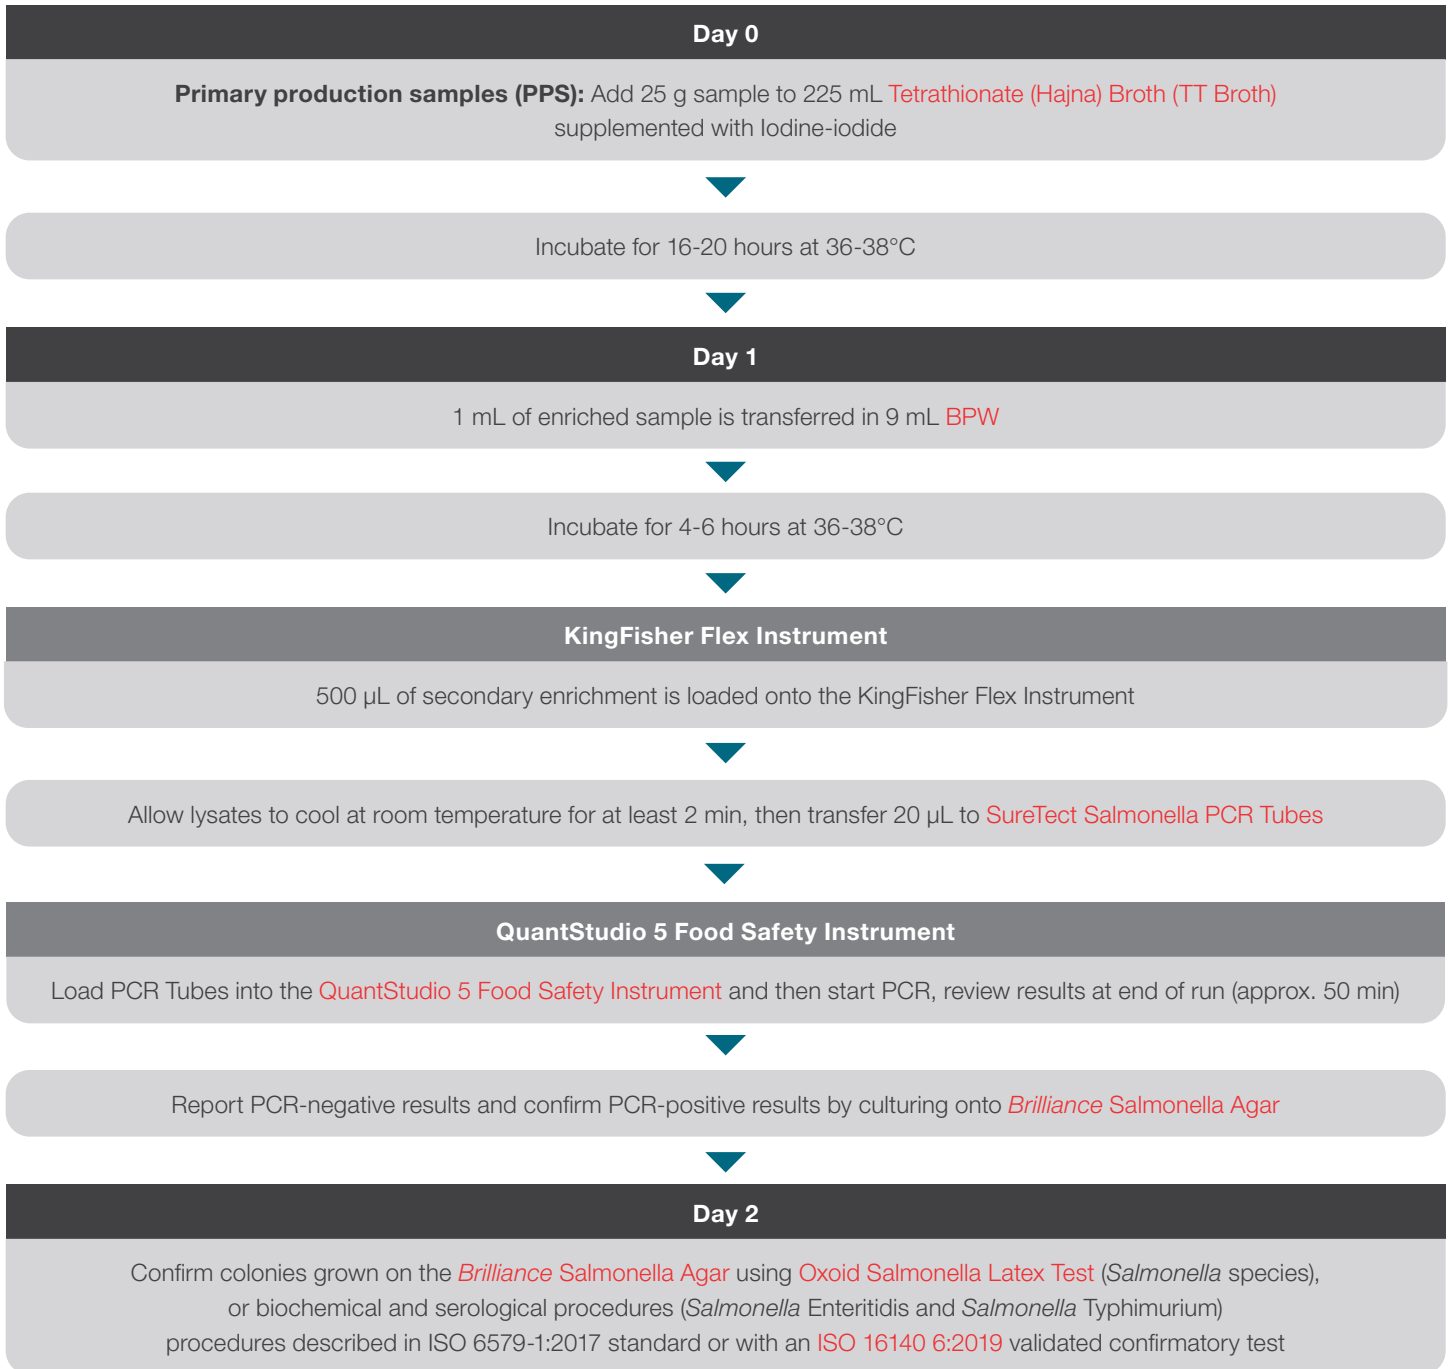 Day 0
Primary production samples (PPS): Add 25 g sample to 225 mL Tetrathionate (Hajna) Broth (TT Broth)
supplemented with Iodine-iodide
Incubate for 16-20 hours at 36-38°C
Day 1
1 mL of enriched sample is transferred in 9 mL BPW
Incubate for 4-6 hours at 36-38°C
KingFisher Flex Instrument
500 µL of secondary enrichment is loaded onto the KingFisher Flex Instrument
Allow lysates to cool at room temperature for at least 2 min, then transfer 20 µL to SureTect Salmonella PCR Tubes
QuantStudio 5 Food Safety Instrument
Load PCR Tubes into the QuantStudio 5 Food Safety Instrument and then start PCR, review results at end of run (approx. 50 min)
Report PCR-negative results and confirm PCR-positive results by culturing onto Brilliance Salmonella Agar
Day 2
Confirm colonies grown on the Brilliance Salmonella Agar using Oxoid Salmonella Latex Test (Salmonella species),
or biochemical and serological procedures (Salmonella Enteritidis and Salmonella Typhimurium)
procedures described in ISO 6579-1:2017 standard or with an ISO 16140 6:2019 validated confirmatory test